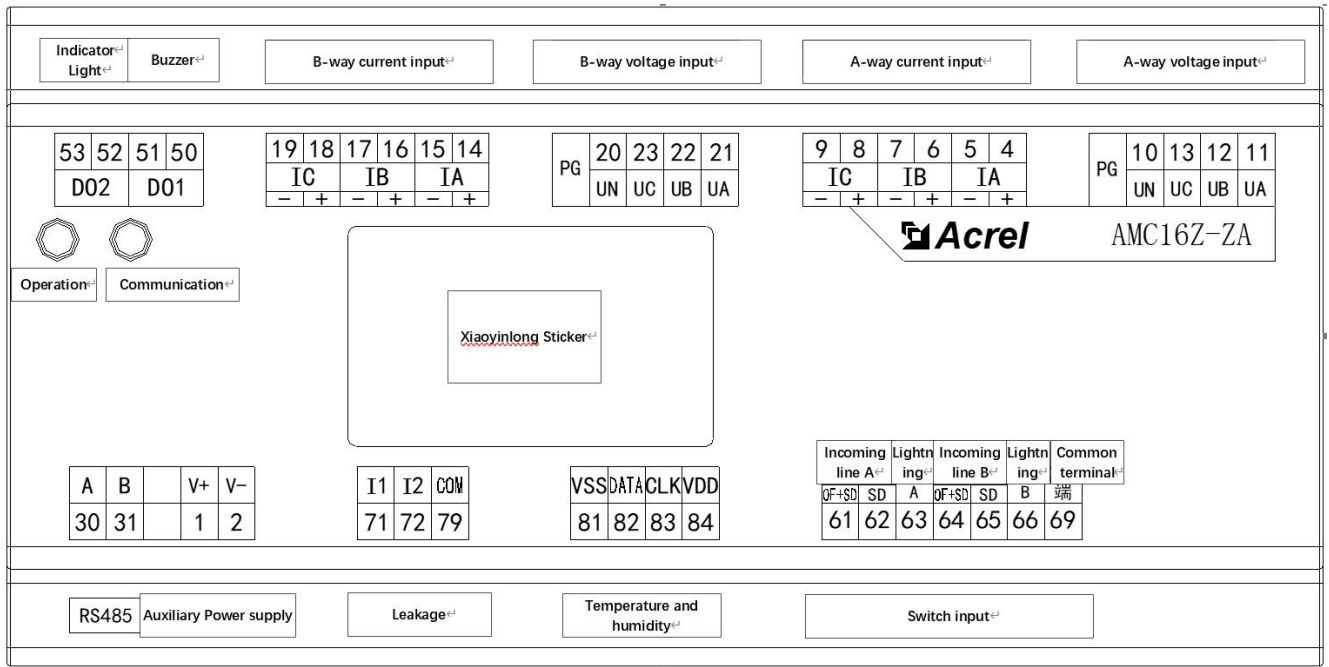 Indicator
Light
Buzzer
B-way current input
B-way voltage input
A-way current input
A-way voltage input
53 52 51 50
DO2 DO1
19 18 17 16 15 14
IC IB IA
− + − + − +
PG
20 23 22 21
UN UC UB UA
9 8 7 6 5 4
IC IB IA
− + − + − +
PG
10 13 12 11
UN UC UB UA
Acrel
AMC16Z-ZA
Operation
Communication
Xiaoyinlong Sticker
A B V+ V-
30 31 1 2
I1 I2 COM
71 72 79
VSS DATA CLK VDD
81 82 83 84
Incoming
line A
Lightn
ing
Incoming
line B
Lightn
ing
Common
terminal
OF+SD SD A OF+SD SD B 端
61 62 63 64 65 66 69
RS485
Auxiliary Power supply
Leakage
Temperature and
humidity
Switch input